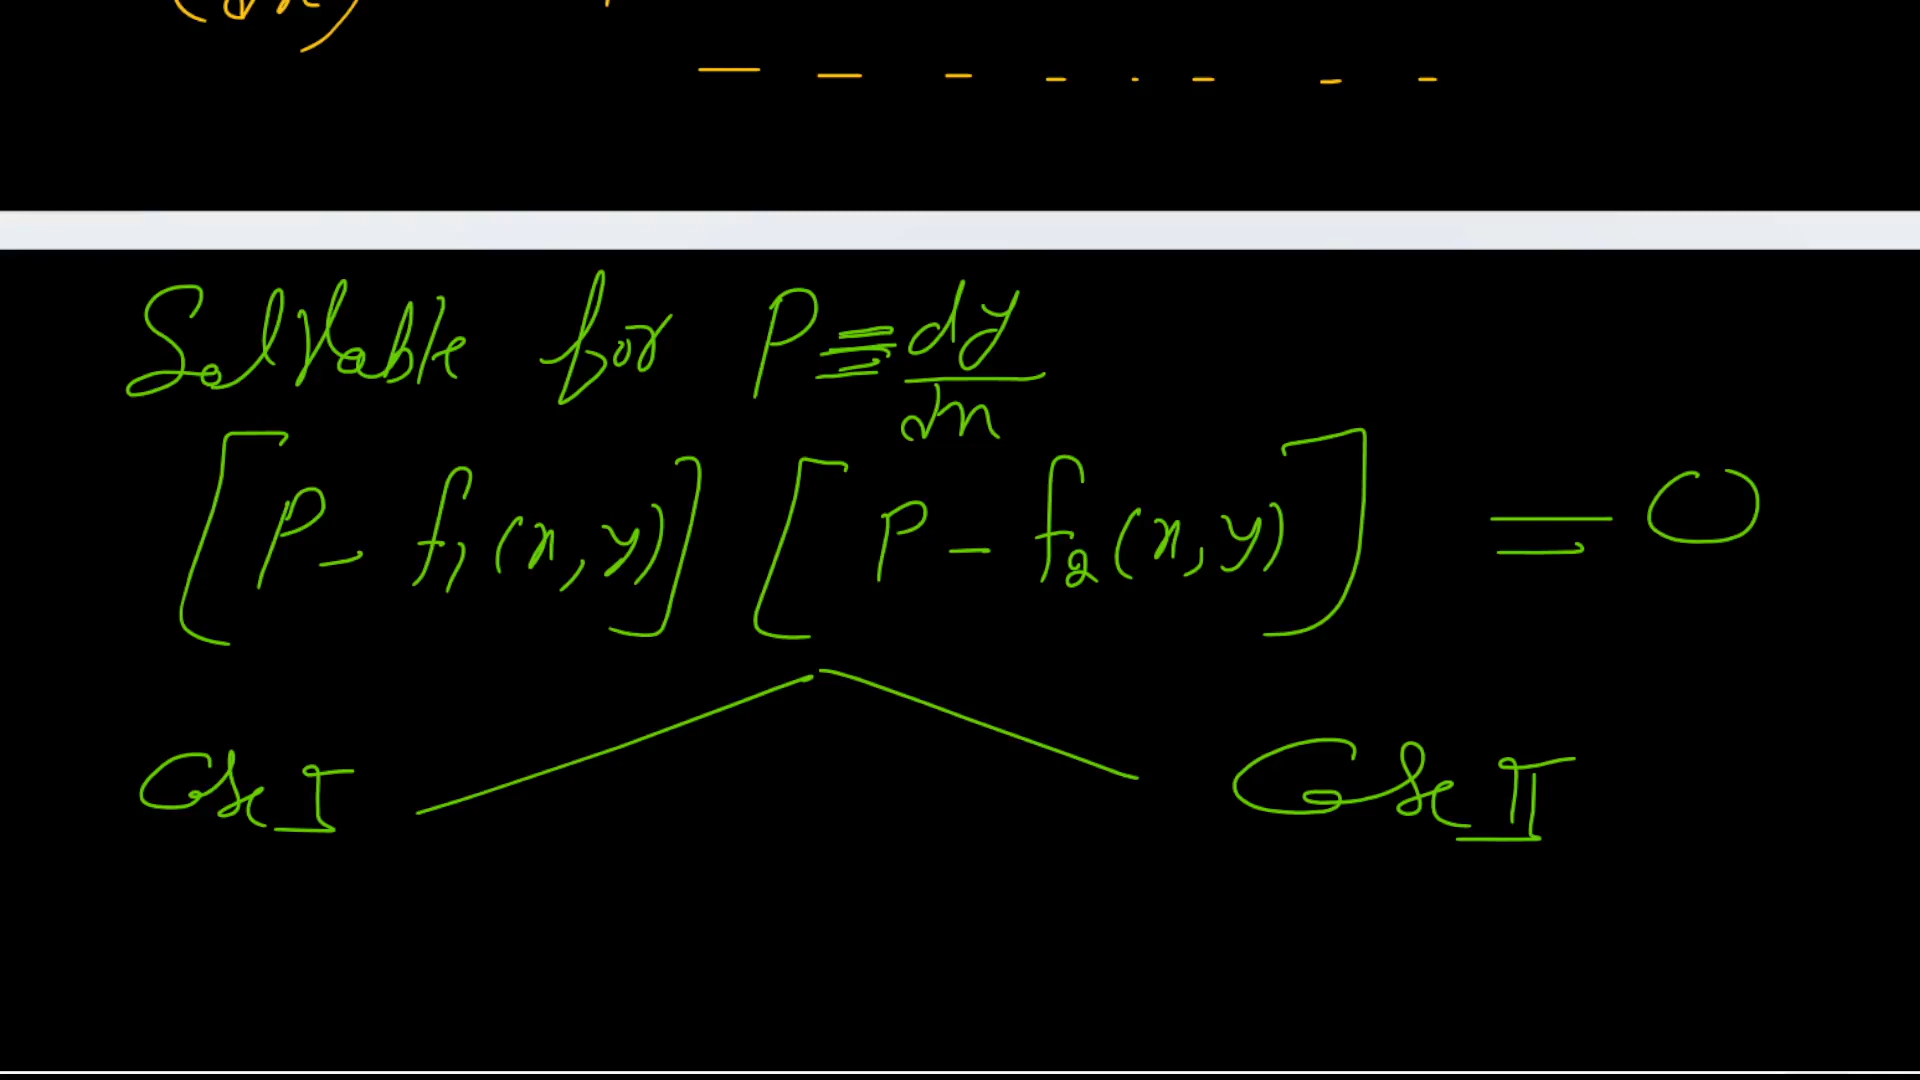 Solvable for P ≡ dy/dx
[P - f₁(x,y)] [P - f₂(x,y)] = 0
Case I Case II